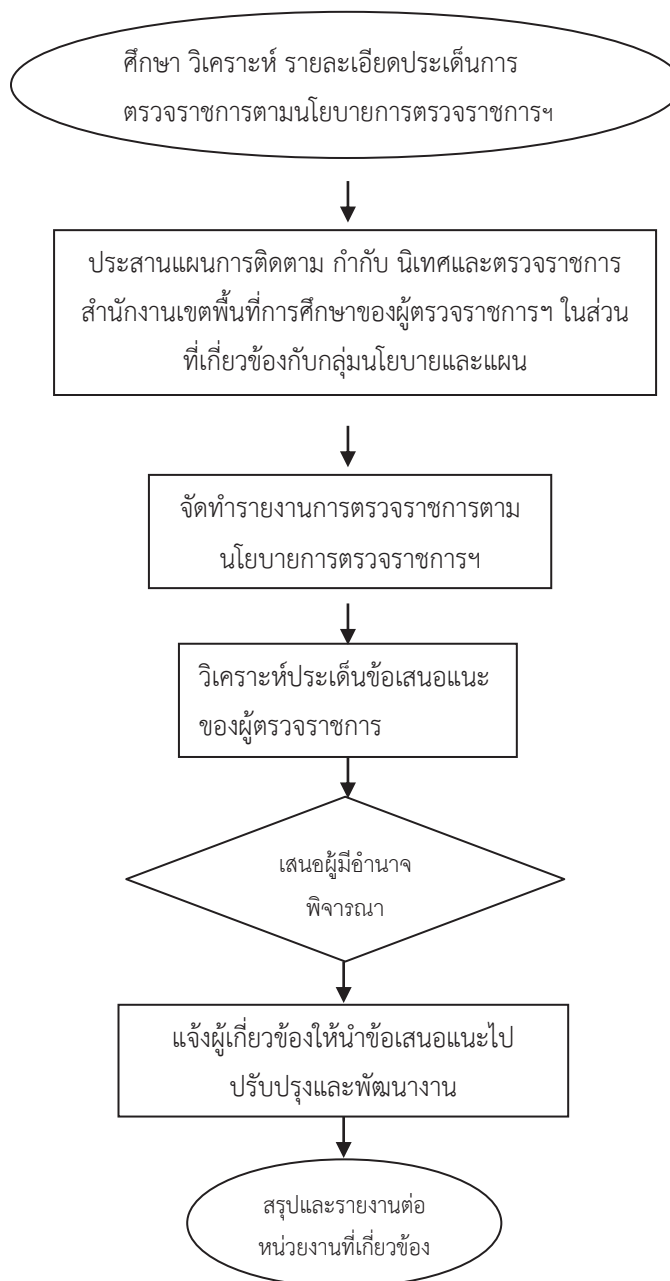 ศึกษา วิเคราะห์ รายละเอียดประเด็นการ
ตรวจราชการตามนโยบายการตรวจราชการฯ
ประสานแผนการติดตาม กำกับ นิเทศและตรวจราชการ
สำนักงานเขตพื้นที่การศึกษาของผู้ตรวจราชการฯ ในส่วน
ที่เกี่ยวข้องกับกลุ่มนโยบายและแผน
จัดทำรายงานการตรวจราชการตาม
นโยบายการตรวจราชการฯ
วิเคราะห์ประเด็นข้อเสนอแนะ
ของผู้ตรวจราชการ
เสนอผู้มีอำนาจ
พิจารณา
แจ้งผู้เกี่ยวข้องให้นำข้อเสนอแนะไป
ปรับปรุงและพัฒนางาน
สรุปและรายงานต่อ
หน่วยงานที่เกี่ยวข้อง